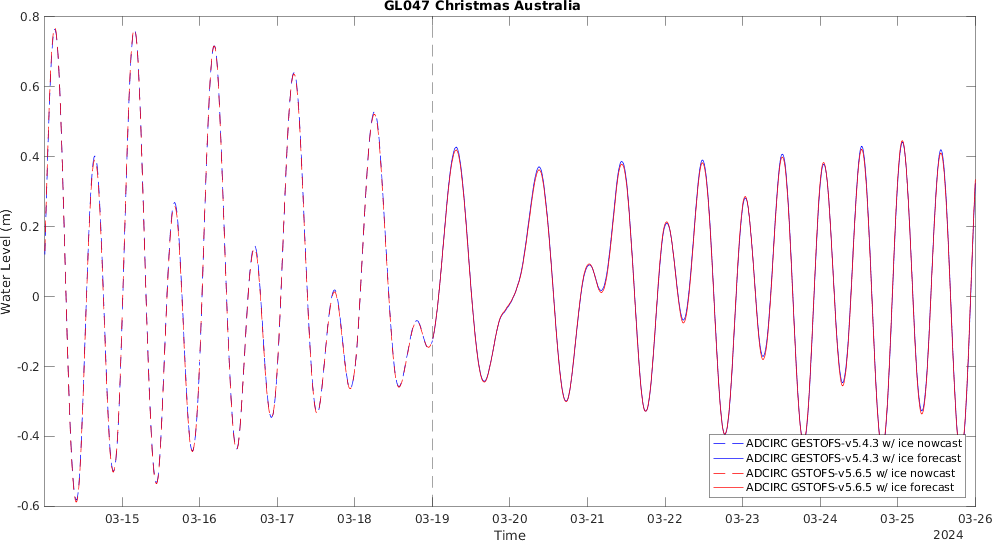 GL047 Christmas Australia
Water Level (m)
0.8
0.6
0.4
0.2
0
-0.2
-0.4
-0.6
03-15 03-16 03-17 03-18 03-19 03-20 03-21 03-22 03-23 03-24 03-25 03-26
Time
2024
ADCIRC GESTOFS-v5.4.3 w/ ice nowcast
ADCIRC GESTOFS-v5.4.3 w/ ice forecast
ADCIRC GSTOFS-v5.6.5 w/ ice nowcast
ADCIRC GSTOFS-v5.6.5 w/ ice forecast